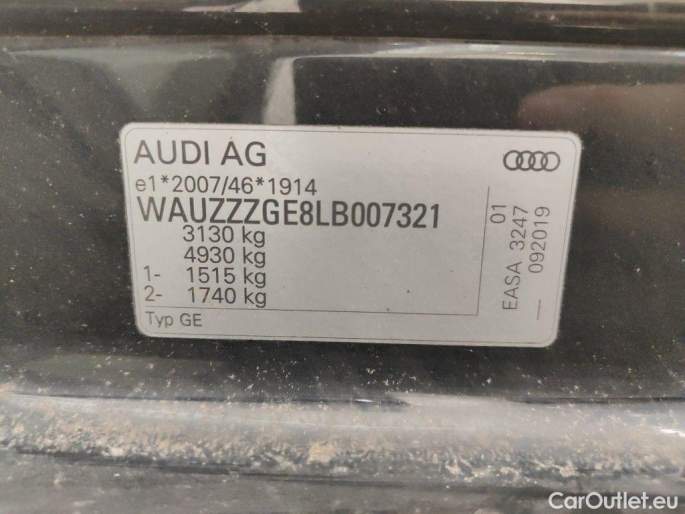 AUDI AG
e1*2007/46*1914
WAUZZZGE8LB007321
3130 kg
4930 kg
1- 1515 kg
2- 1740 kg
Typ GE
01
EASA 3247
— 092019
CarOutlet.eu